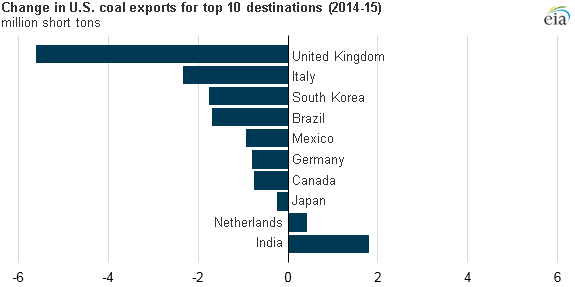 Change in U.S. coal exports for top 10 destinations (2014-15)
million short tons
eia
United Kingdom
Italy
South Korea
Brazil
Mexico
Germany
Canada
Japan
Netherlands
India
-6 -4 -2 0 2 4 6